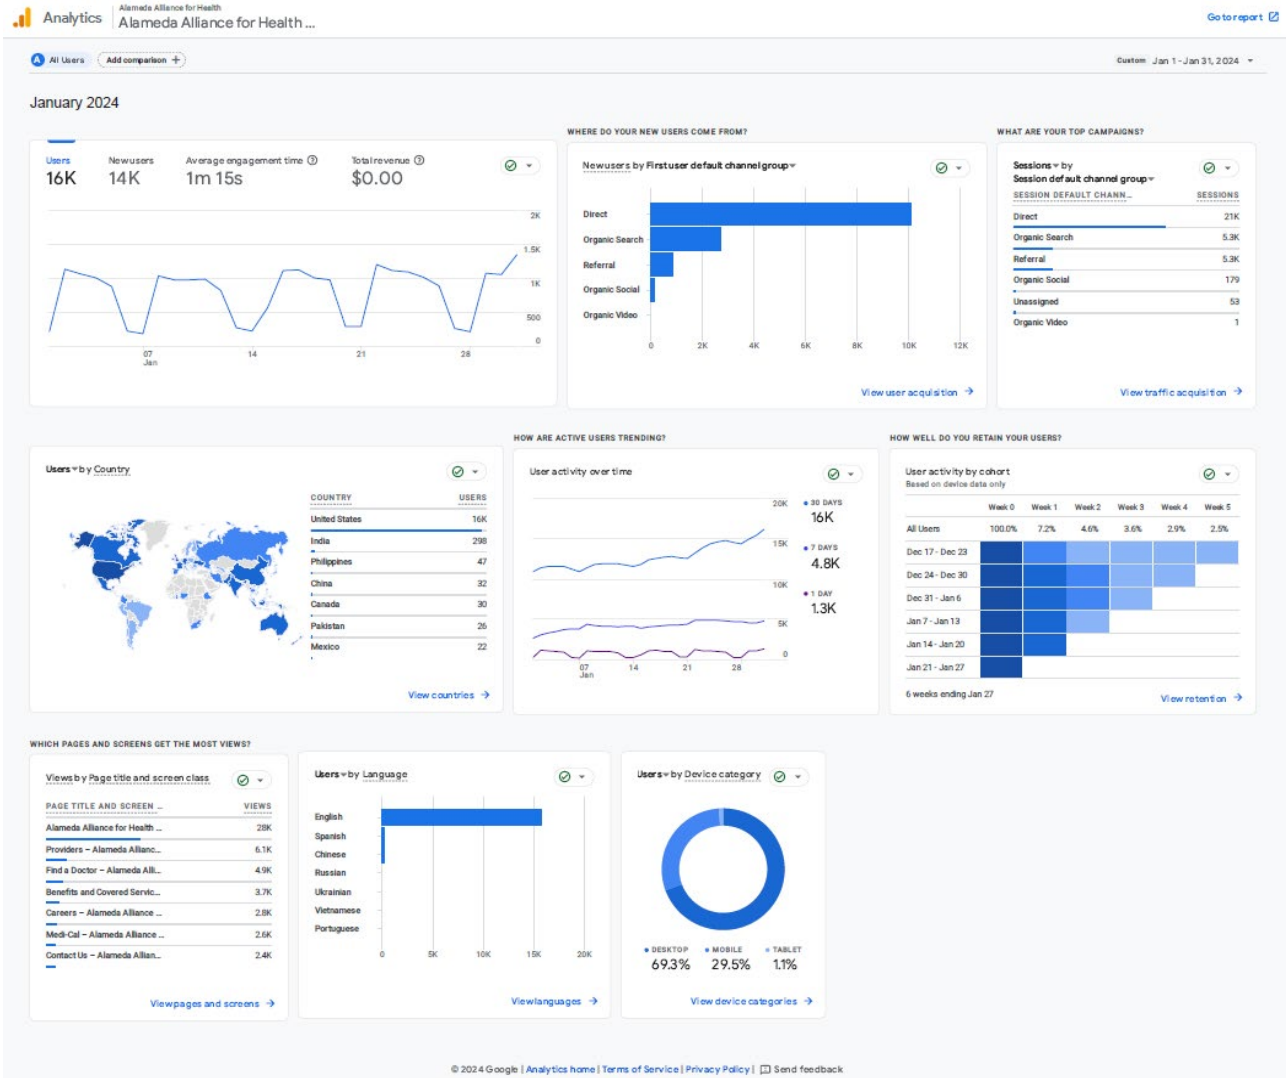 Analytics
Alameda Alliance for Health
Alameda Alliance for Health ...
Go to report
A All Users
Add comparison +
Custom Jan 1 - Jan 31, 2024
January 2024
Users
16K
New users
14K
Average engagement time
1m 15s
Total revenue
$0.00
2K
1.5K
1K
500
0
07
Jan
14
21
28
WHERE DO YOUR NEW USERS COME FROM?
New users by First user default channel group
Direct
Organic Search
Referral
Organic Social
Organic Video
0 2K 4K 6K 8K 10K 12K
View user acquisition
WHAT ARE YOUR TOP CAMPAIGNS?
Sessions by
Session default channel group
SESSION DEFAULT CHANN... SESSIONS
Direct 21K
Organic Search 5.3K
Referral 5.3K
Organic Social 179
Unassigned 53
Organic Video 1
View traffic acquisition
Users by Country
COUNTRY USERS
United States 16K
India 298
Philippines 47
China 32
Canada 30
Pakistan 26
Mexico 22
View countries
HOW ARE ACTIVE USERS TRENDING?
User activity over time
20K
15K
10K
5K
0
07
Jan
14
21
28
30 DAYS
16K
7 DAYS
4.8K
1 DAY
1.3K
HOW WELL DO YOU RETAIN YOUR USERS?
User activity by cohort
Based on device data only
Week 0 Week 1 Week 2 Week 3 Week 4 Week 5
All Users 100.0% 7.2% 4.6% 3.6% 2.9% 2.5%
Dec 17 - Dec 23
Dec 24 - Dec 30
Dec 31 - Jan 6
Jan 7 - Jan 13
Jan 14 - Jan 20
Jan 21 - Jan 27
6 weeks ending Jan 27
View retention
WHICH PAGES AND SCREENS GET THE MOST VIEWS?
Views by Page title and screen class
PAGE TITLE AND SCREEN ... VIEWS
Alameda Alliance for Health ... 28K
Providers – Alameda Allianc... 6.1K
Find a Doctor – Alameda Alli... 4.9K
Benefits and Covered Servic... 3.7K
Careers – Alameda Alliance ... 2.8K
Medi-Cal – Alameda Alliance ... 2.6K
Contact Us – Alameda Allian... 2.4K
View pages and screens
Users by Language
English
Spanish
Chinese
Russian
Ukrainian
Vietnamese
Portuguese
0 5K 10K 15K 20K
View languages
Users by Device category
DESKTOP
69.3%
MOBILE
29.5%
TABLET
1.1%
View device categories
© 2024 Google | Analytics home | Terms of Service | Privacy Policy | Send feedback